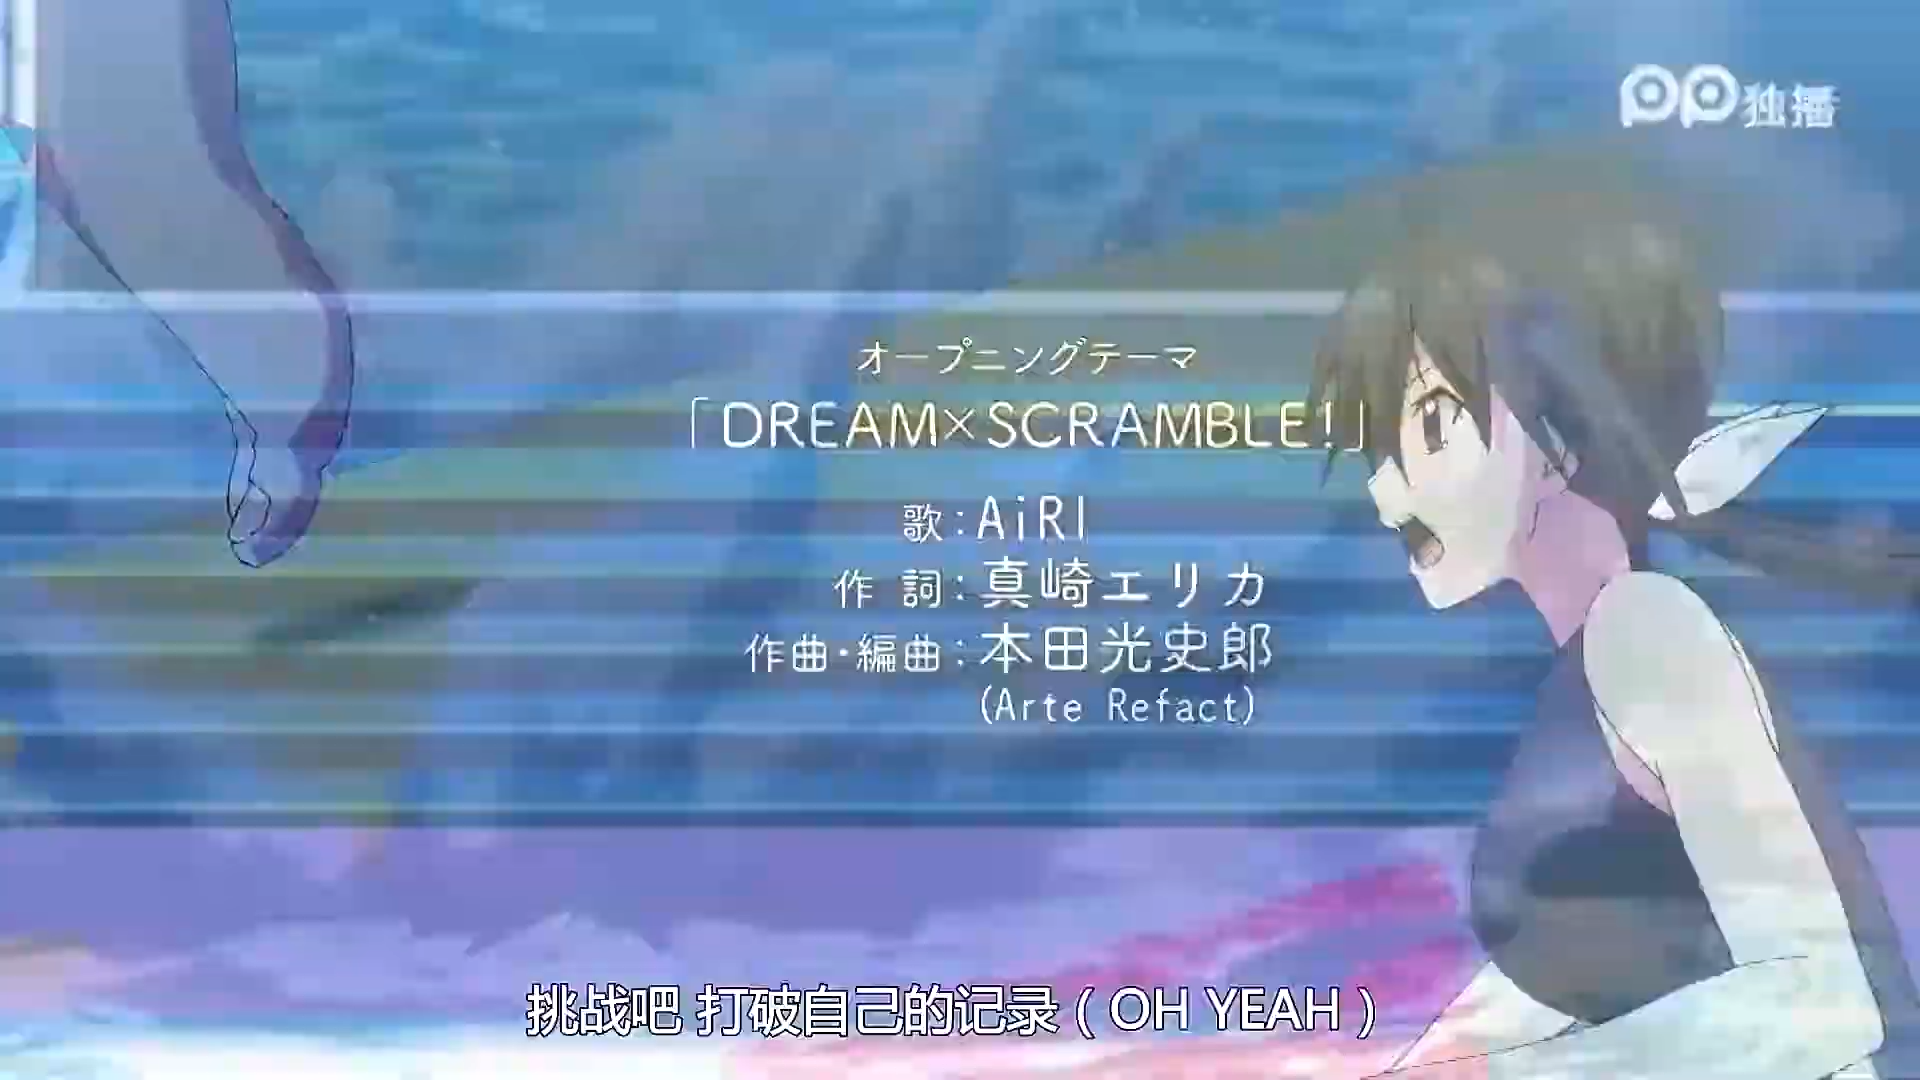 PP独播
オープニングテーマ
「DREAM×SCRAMBLE!」
歌:AiRI
作 詞:真崎エリカ
作曲・編曲:本田光史郎
(Arte Refact)
挑战吧 打破自己的记录（OH YEAH）